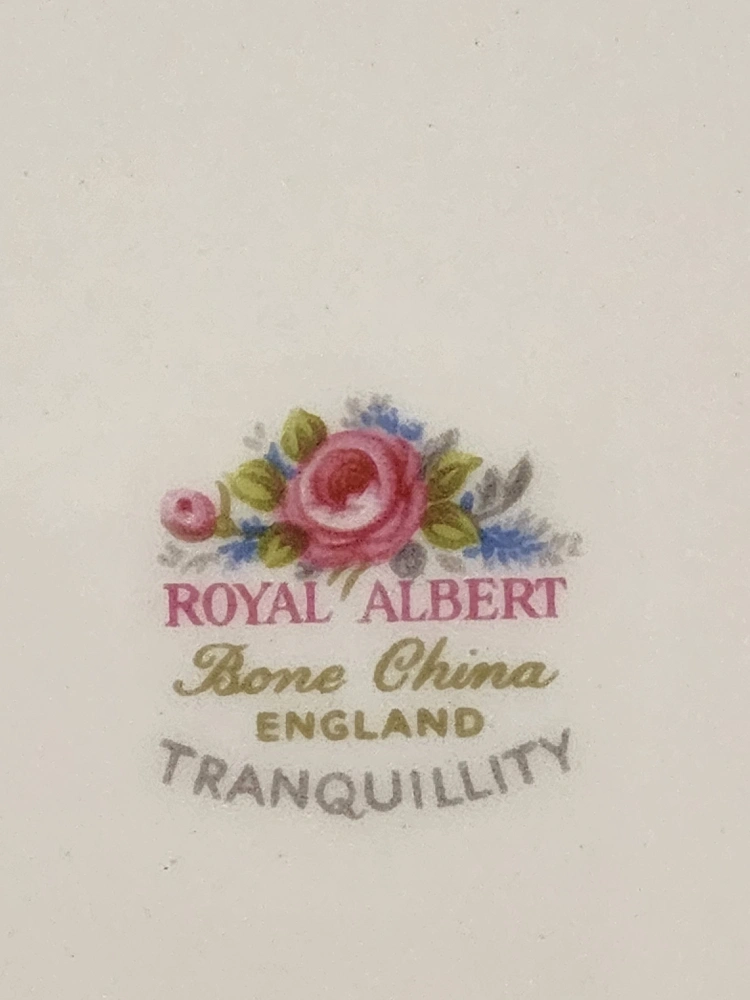 ROYAL ALBERT
Bone China
ENGLAND
TRANQUILLITY